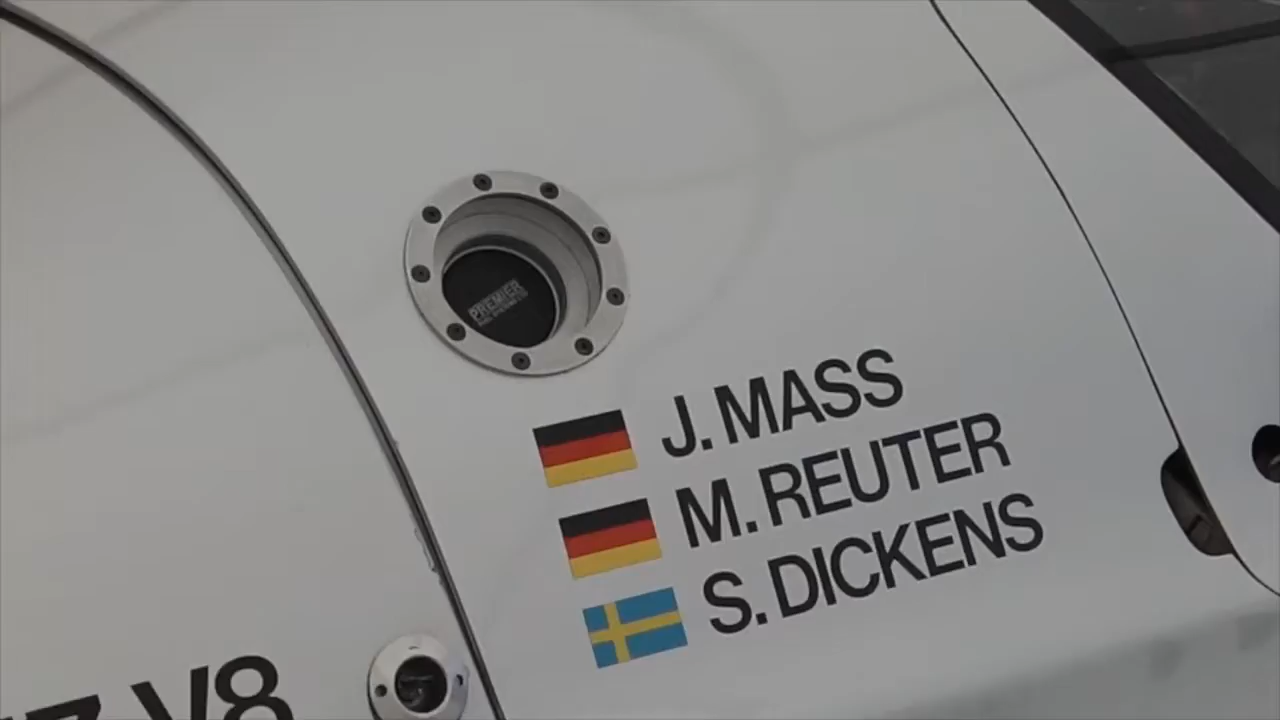 PREMIER
J. MASS
M. REUTER
S. DICKENS
V8